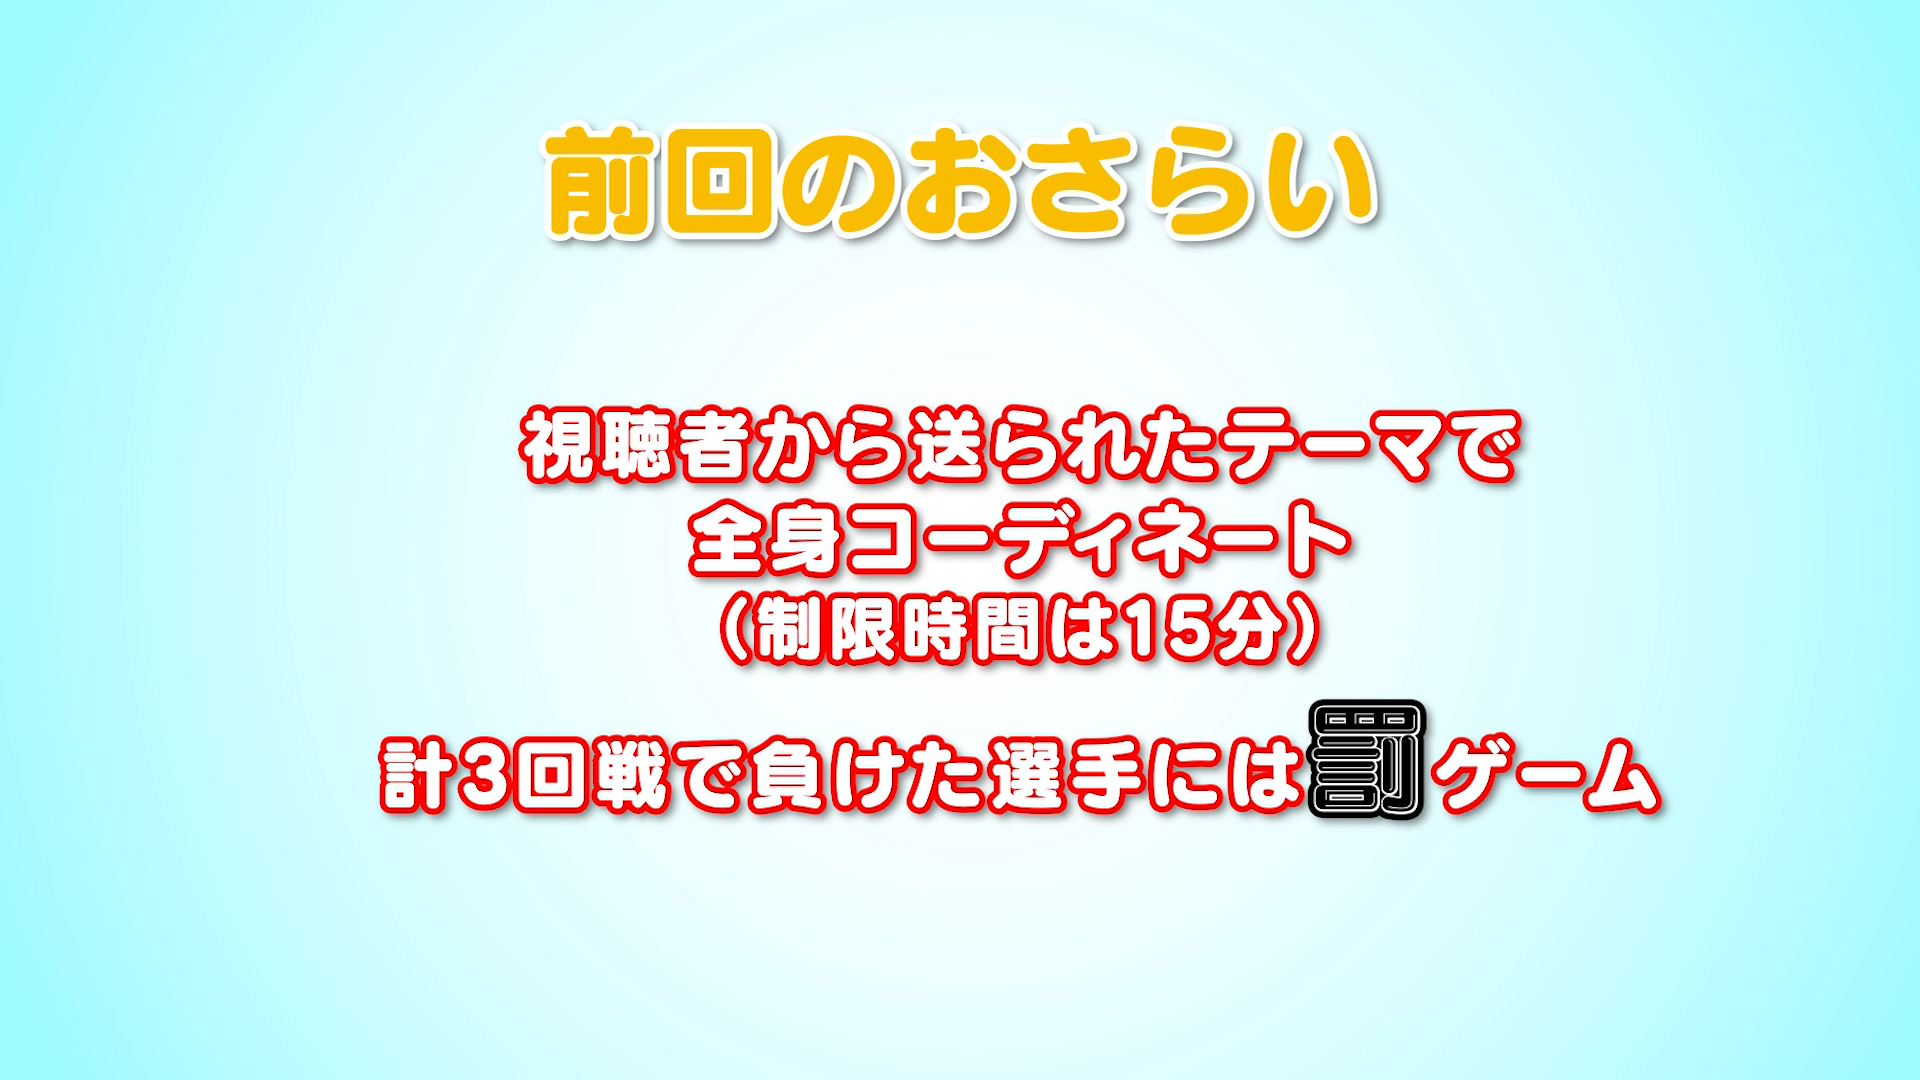 前回のおさらい
視聴者から送られたテーマで
全身コーディネート
（制限時間は15分）
計3回戦で負けた選手には罰ゲーム